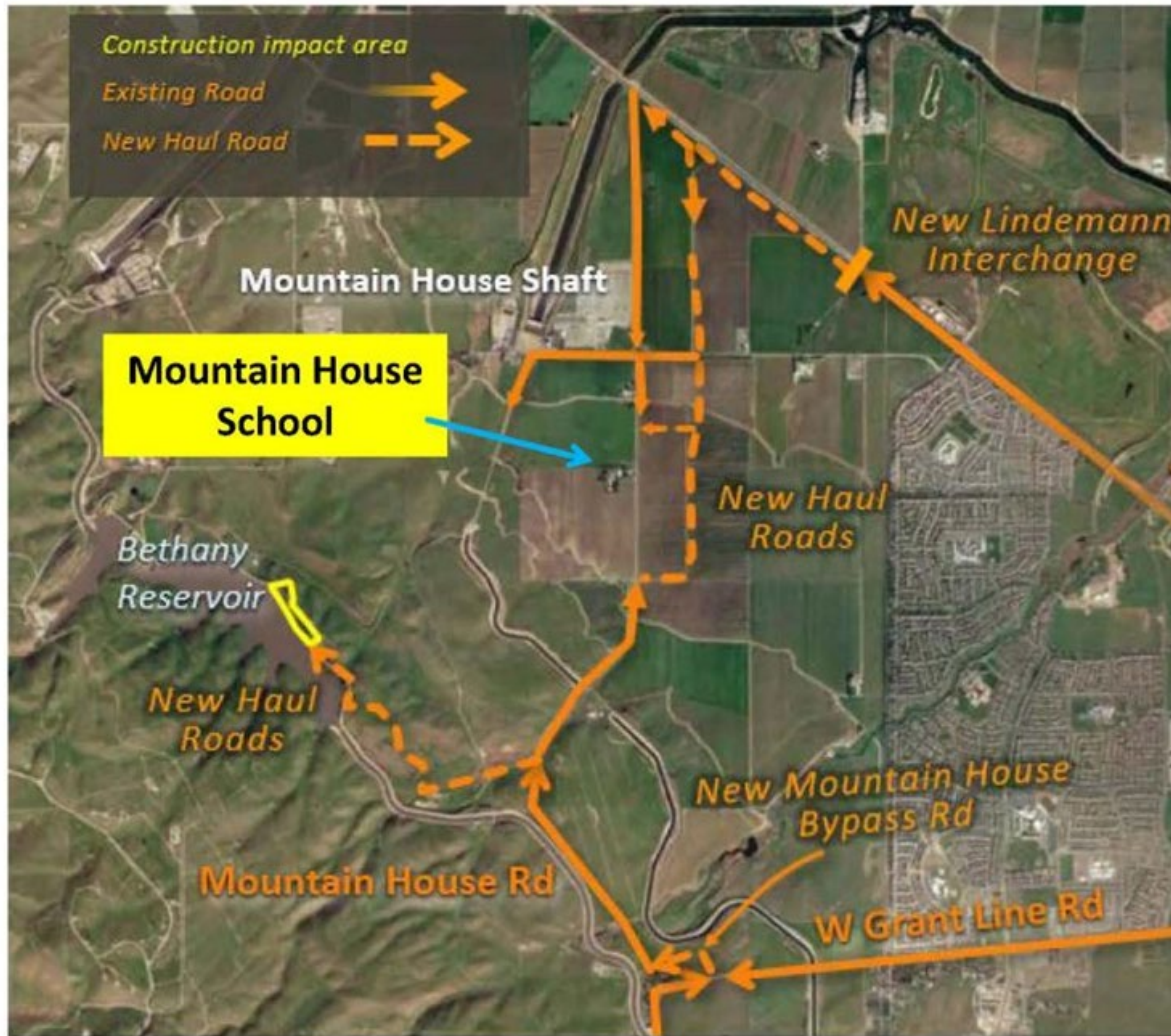 Construction impact area
Existing Road
New Haul Road
New Lindemann
Interchange
Mountain House Shaft
Mountain House
School
New Haul
Roads
Bethany
Reservoir
New Haul
Roads
New Mountain House
Bypass Rd
Mountain House Rd
W Grant Line Rd